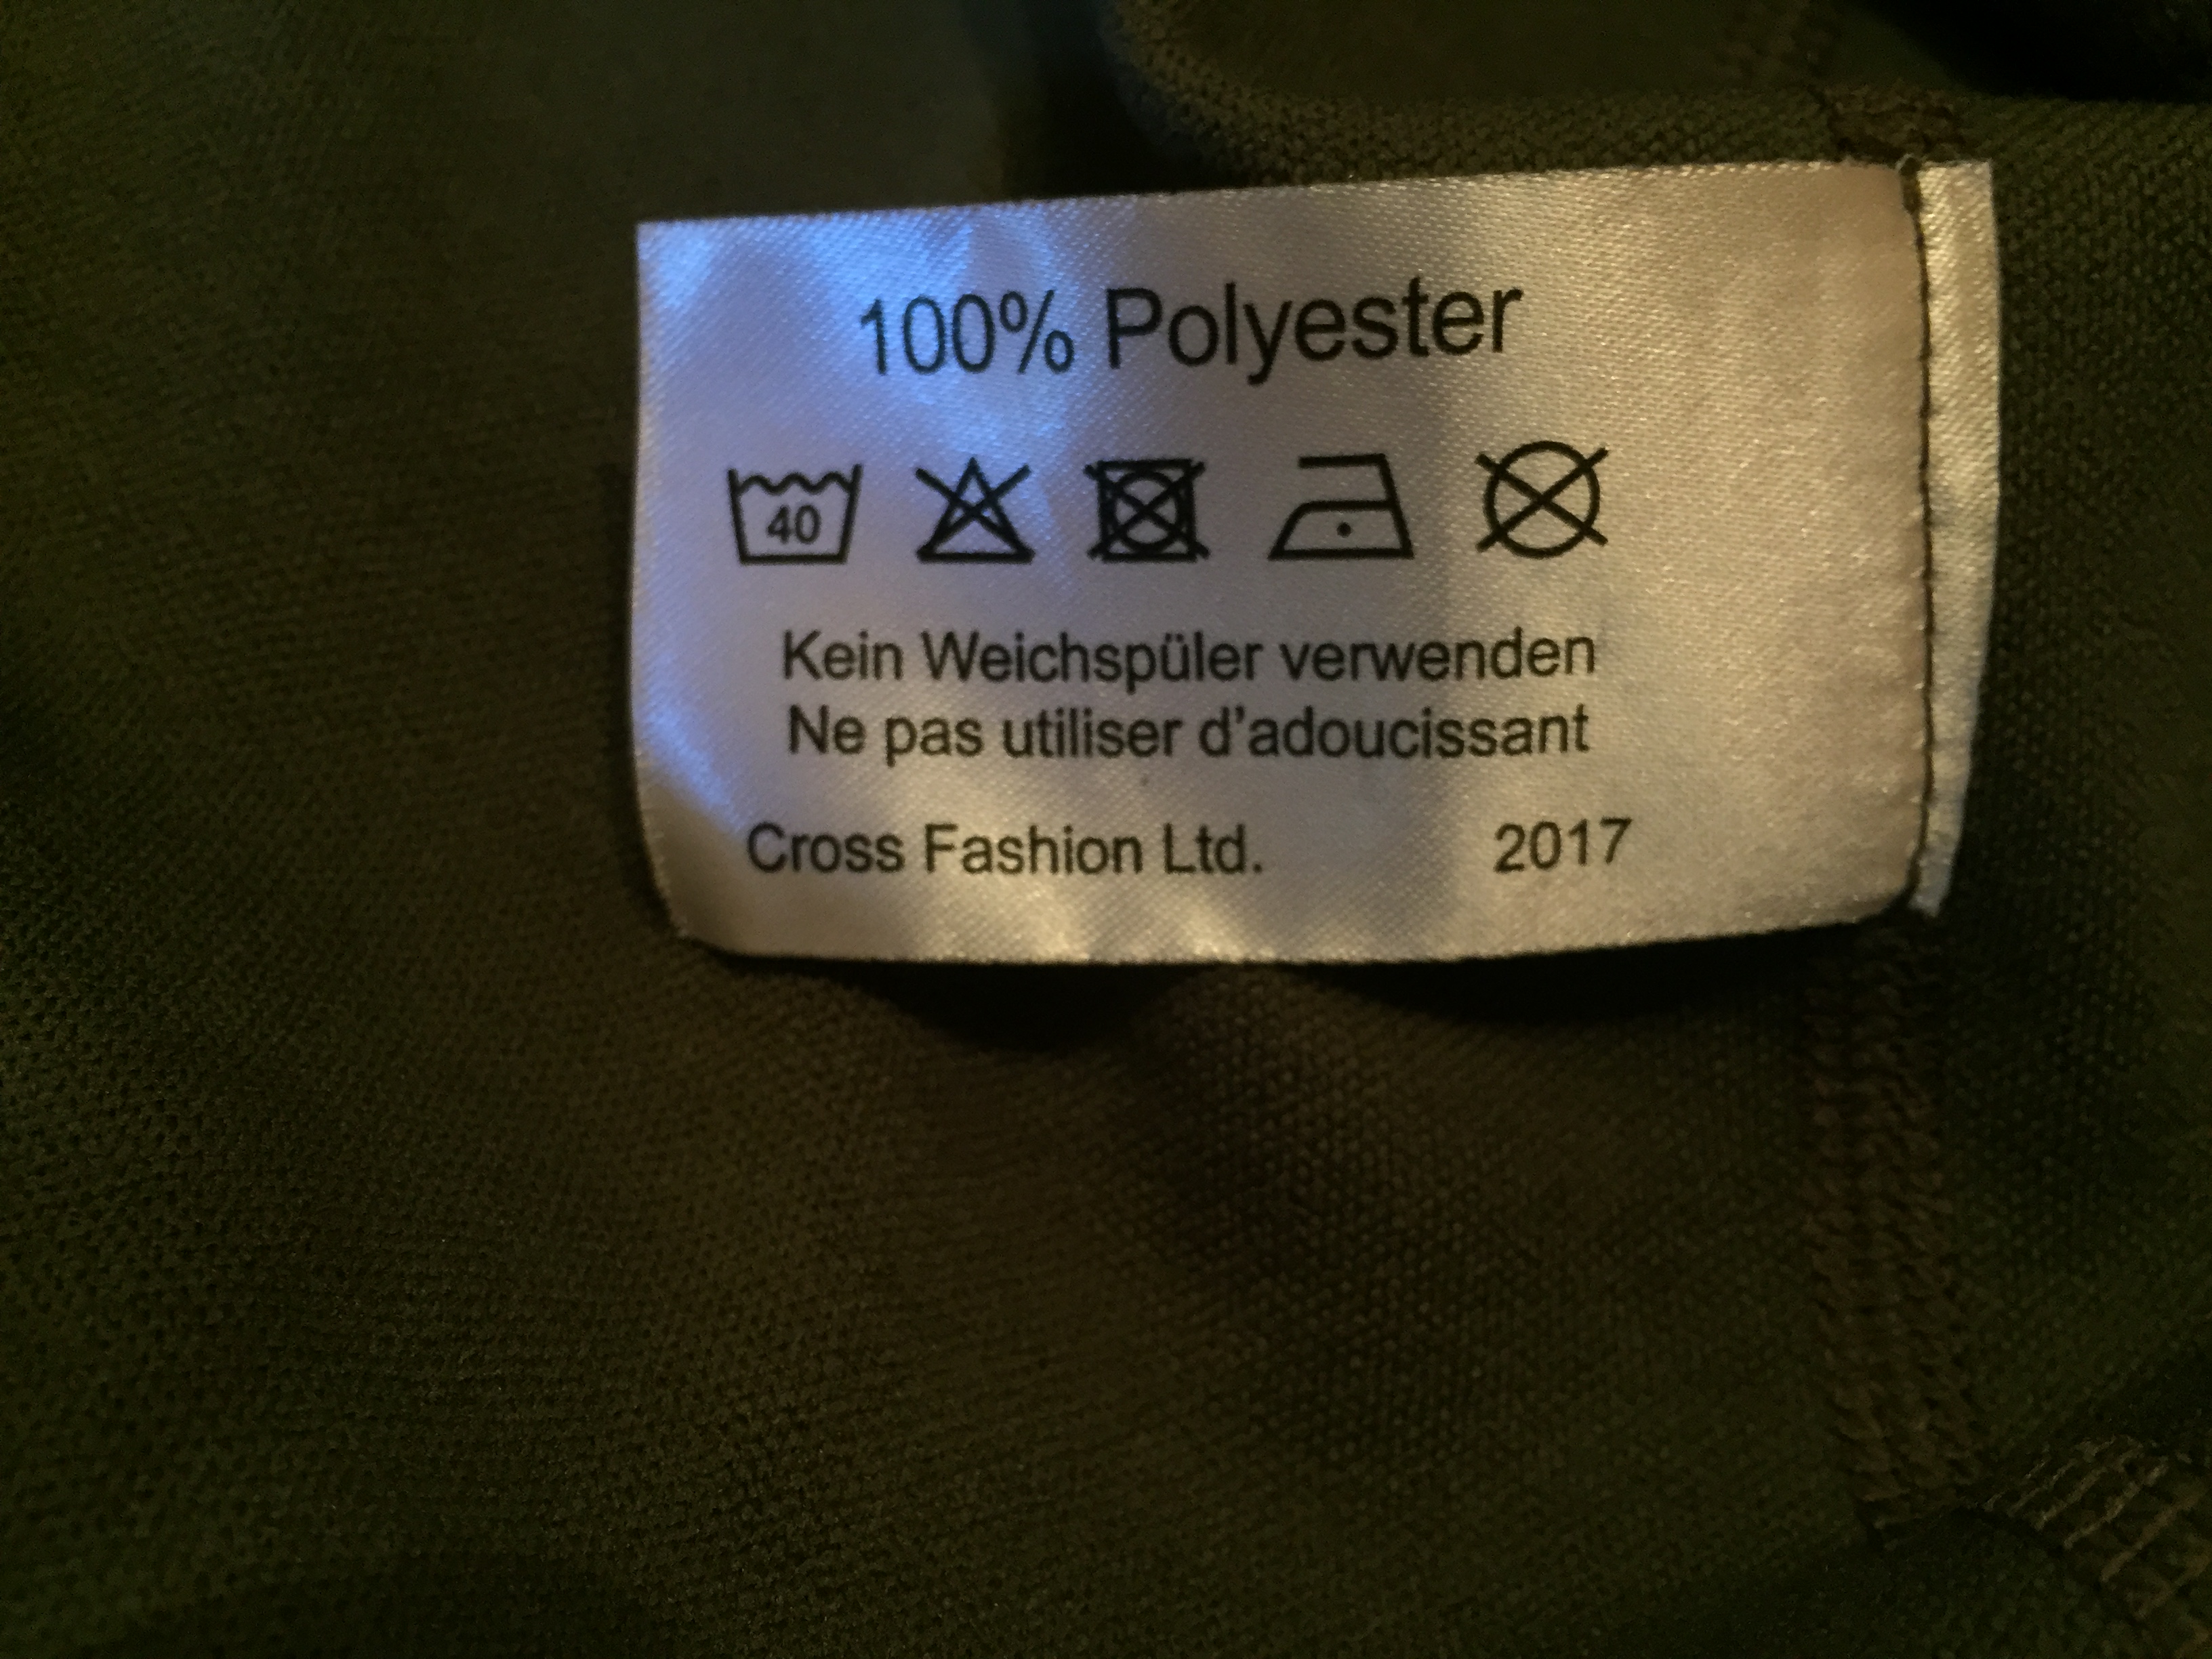 100% Polyester
40
Kein Weichspüler verwenden
Ne pas utiliser d'adoucissant
Cross Fashion Ltd. 2017